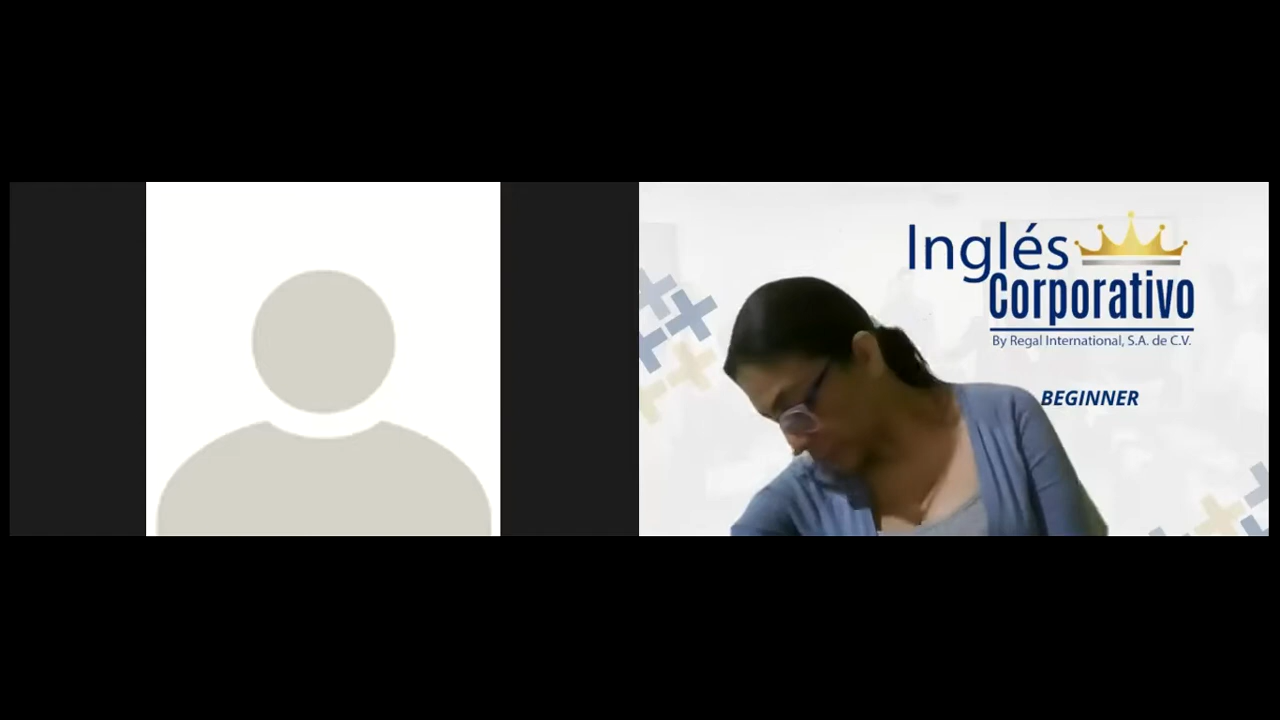 Inglés
Corporativo
By Regal International, S.A. de C.V.
BEGINNER